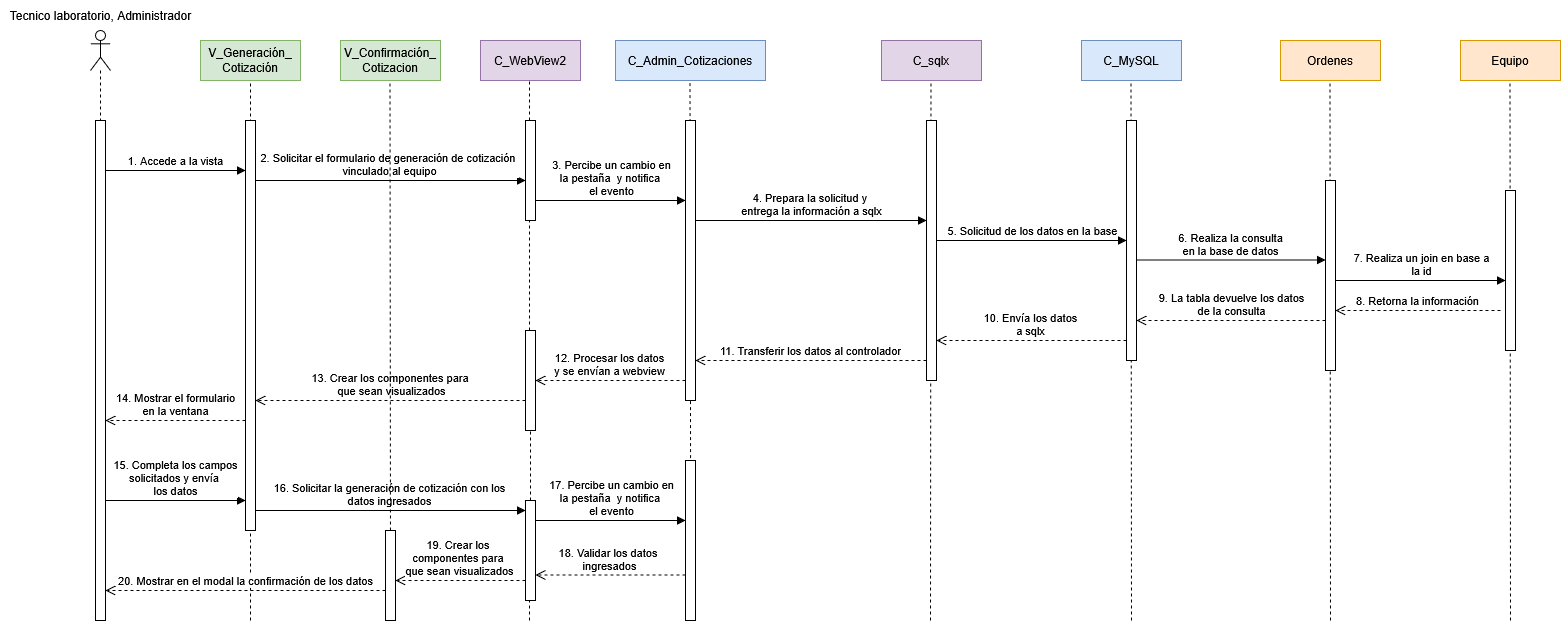 Tecnico laboratorio, Administrador
V_Generación_
Cotización
V_Confirmación_
Cotizacion
C_WebView2
C_Admin_Cotizaciones
C_sqlx
C_MySQL
Ordenes
Equipo
1. Accede a la vista
2. Solicitar el formulario de generación de cotización
vinculado al equipo
3. Percibe un cambio en
la pestaña y notifica
el evento
4. Prepara la solicitud y
entrega la información a sqlx
5. Solicitud de los datos en la base
6. Realiza la consulta
en la base de datos
7. Realiza un join en base a
la id
8. Retorna la información
9. La tabla devuelve los datos
de la consulta
10. Envía los datos
a sqlx
11. Transferir los datos al controlador
12. Procesar los datos
y se envían a webview
13. Crear los componentes para
que sean visualizados
14. Mostrar el formulario
en la ventana
15. Completa los campos
solicitados y envía
los datos
16. Solicitar la generación de cotización con los
datos ingresados
17. Percibe un cambio en
la pestaña y notifica
el evento
18. Validar los datos
ingresados
19. Crear los
componentes para
que sean visualizados
20. Mostrar en el modal la confirmación de los datos